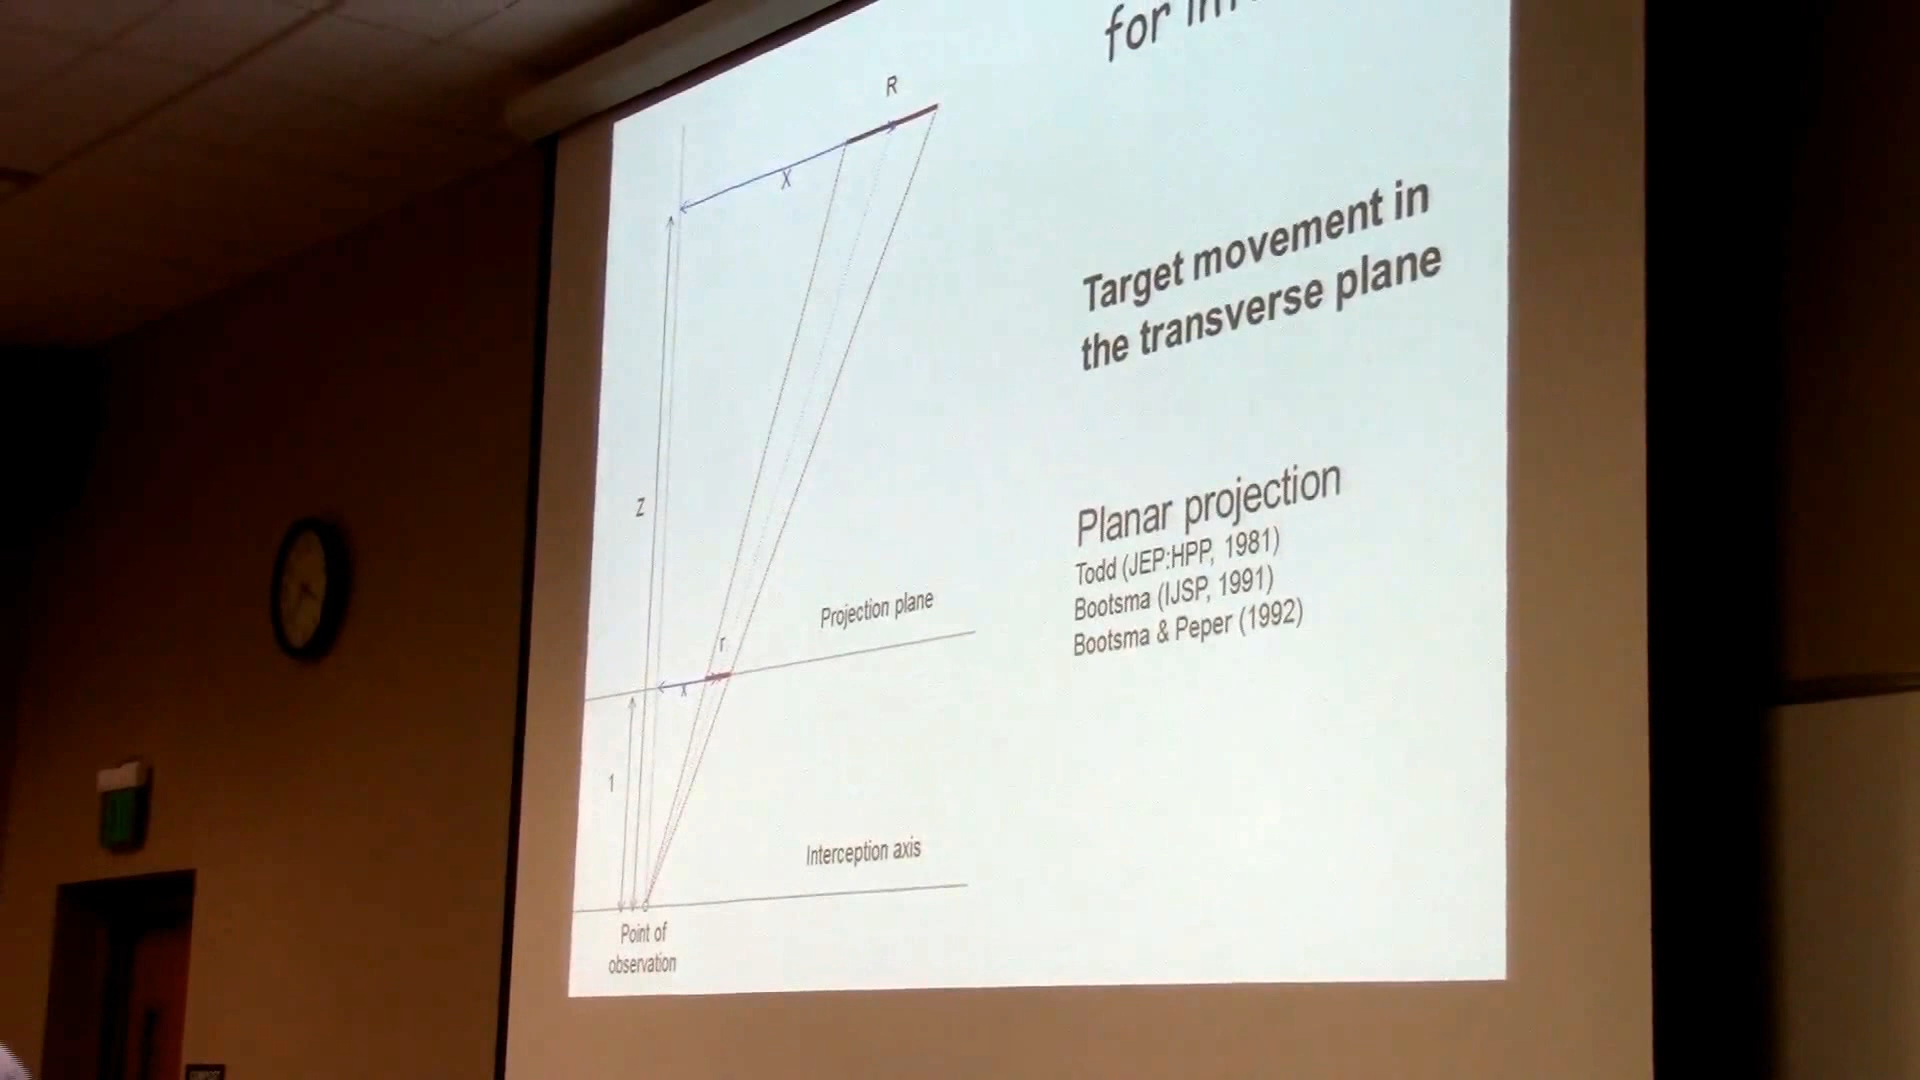 for
R
X
Target movement in
the transverse plane
Z
Planar projection
Todd (JEP:HPP, 1981)
Bootsma (IJSP, 1991)
Bootsma & Peper (1992)
Projection plane
r
x
1
Interception axis
Point of
observation